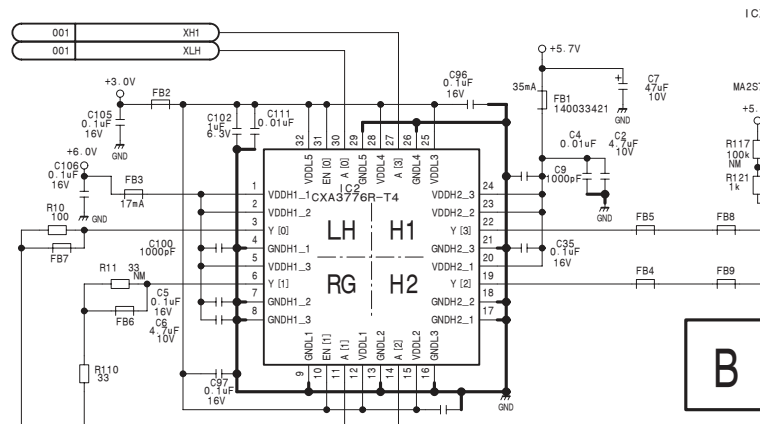 ICX
001 XH1
001 XLH
+3.0V
FB2
C105
0.1uF
16V
GND
+6.0V
C106
0.1uF
16V
GND
FB3
17mA
R10
100
FB7
C102
1uF
6.3V
C111
0.01uF
C96
0.1uF
16V
+5.7V
35mA
FB1
140033421
C7
47uF
10V
GND
C4
0.01uF
C2
4.7uF
10V
GND
C9
1000pF
MA2S7
+5.
R117
100k
NM
R121
1k
32 31 30 29 28 27 26 25
VDDL5 EN [0] A [0] GNDL5 VDDL4 A [3] GNDL4 VDDL3
IC2
CXA3776R-T4
1 VDDH1_1
2 VDDH1_2
3 Y [0]
4 GNDH1_1
5 VDDH1_3
6 Y [1]
7 GNDH1_2
8 GNDH1_3
LH H1
RG H2
VDDH2_3 24
VDDH2_2 23
Y [3] 22
GNDH2_3 21
VDDH2_1 20
Y [2] 19
GNDH2_2 18
GNDH2_1 17
GNDL1 EN [1] A [1] VDDL1 GNDL2 A [2] VDDL2 GNDL3
9 10 11 12 13 14 15 16
C100
1000pF
R11 33
NM
FB6
C5
0.1uF
16V
C6
4.7uF
10V
R110
33
C97
0.1uF
16V
C35
0.1uF
16V
FB5 FB8
FB4 FB9
GND
B